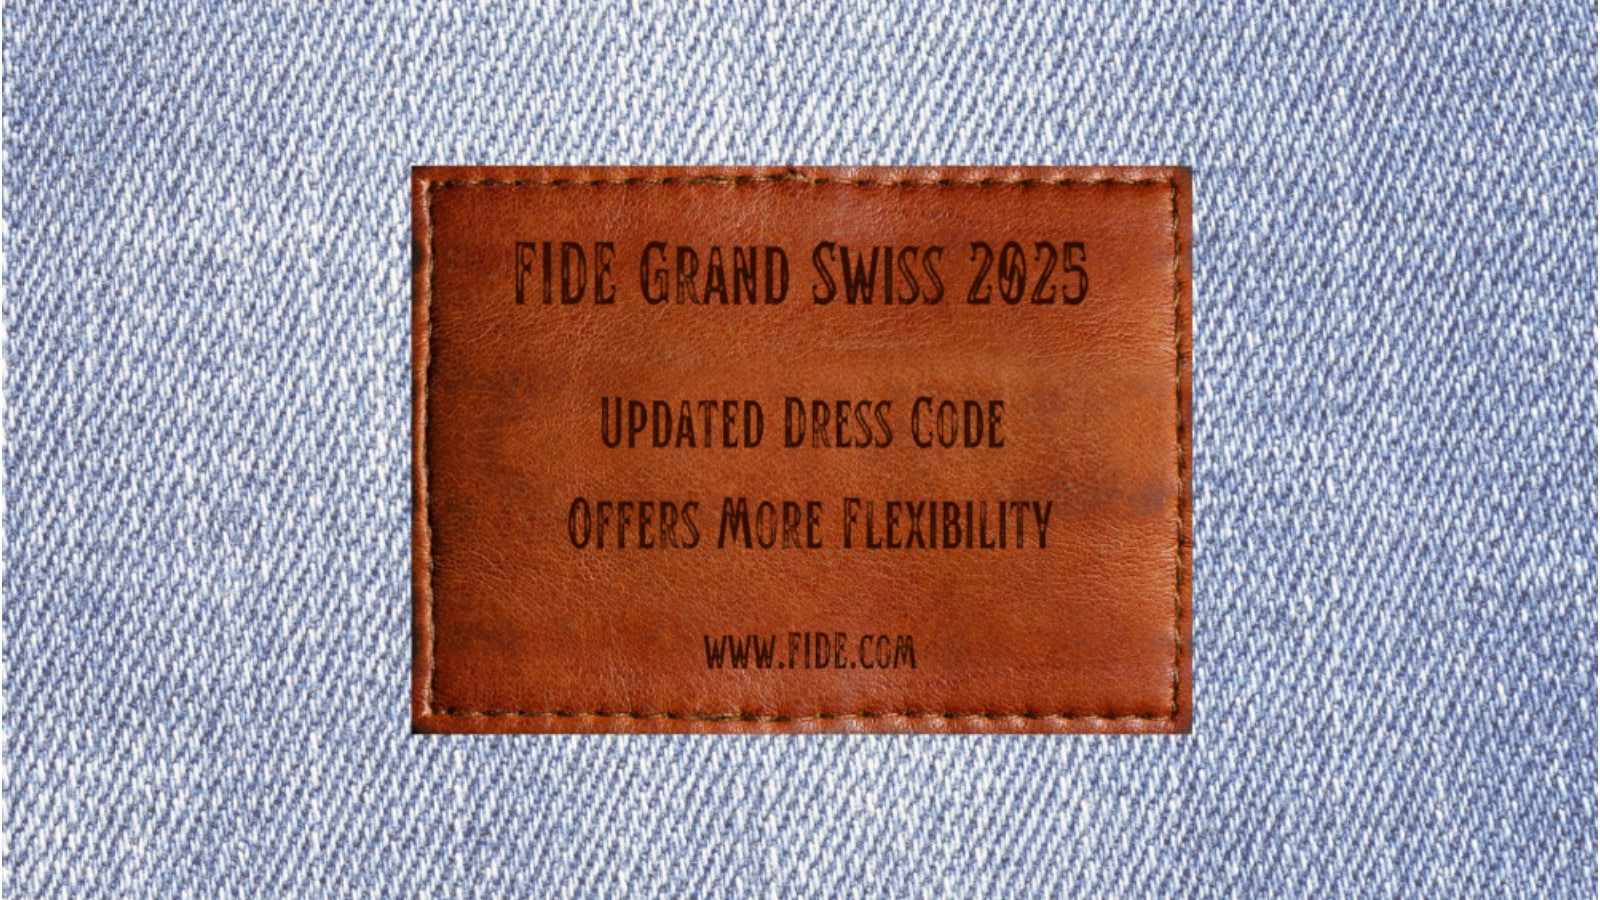 FIDE Grand Swiss 2025
Updated Dress Code
Offers More Flexibility
www.fide.com